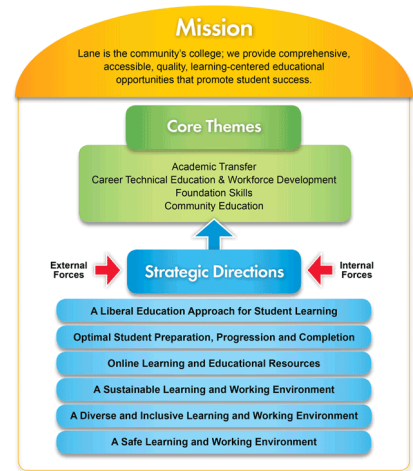 Mission
Lane is the community's college; we provide comprehensive,
accessible, quality, learning-centered educational
opportunities that promote student success.
Core Themes
Academic Transfer
Career Technical Education & Workforce Development
Foundation Skills
Community Education
External
Forces
Strategic Directions
Internal
Forces
A Liberal Education Approach for Student Learning
Optimal Student Preparation, Progression and Completion
Online Learning and Educational Resources
A Sustainable Learning and Working Environment
A Diverse and Inclusive Learning and Working Environment
A Safe Learning and Working Environment